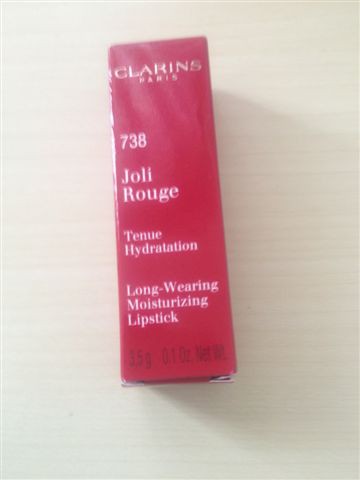 CLARINS
PARIS
738
Joli
Rouge
Tenue
Hydratation
Long-Wearing
Moisturizing
Lipstick
3,5 g 0.1 Oz. Net Wt.